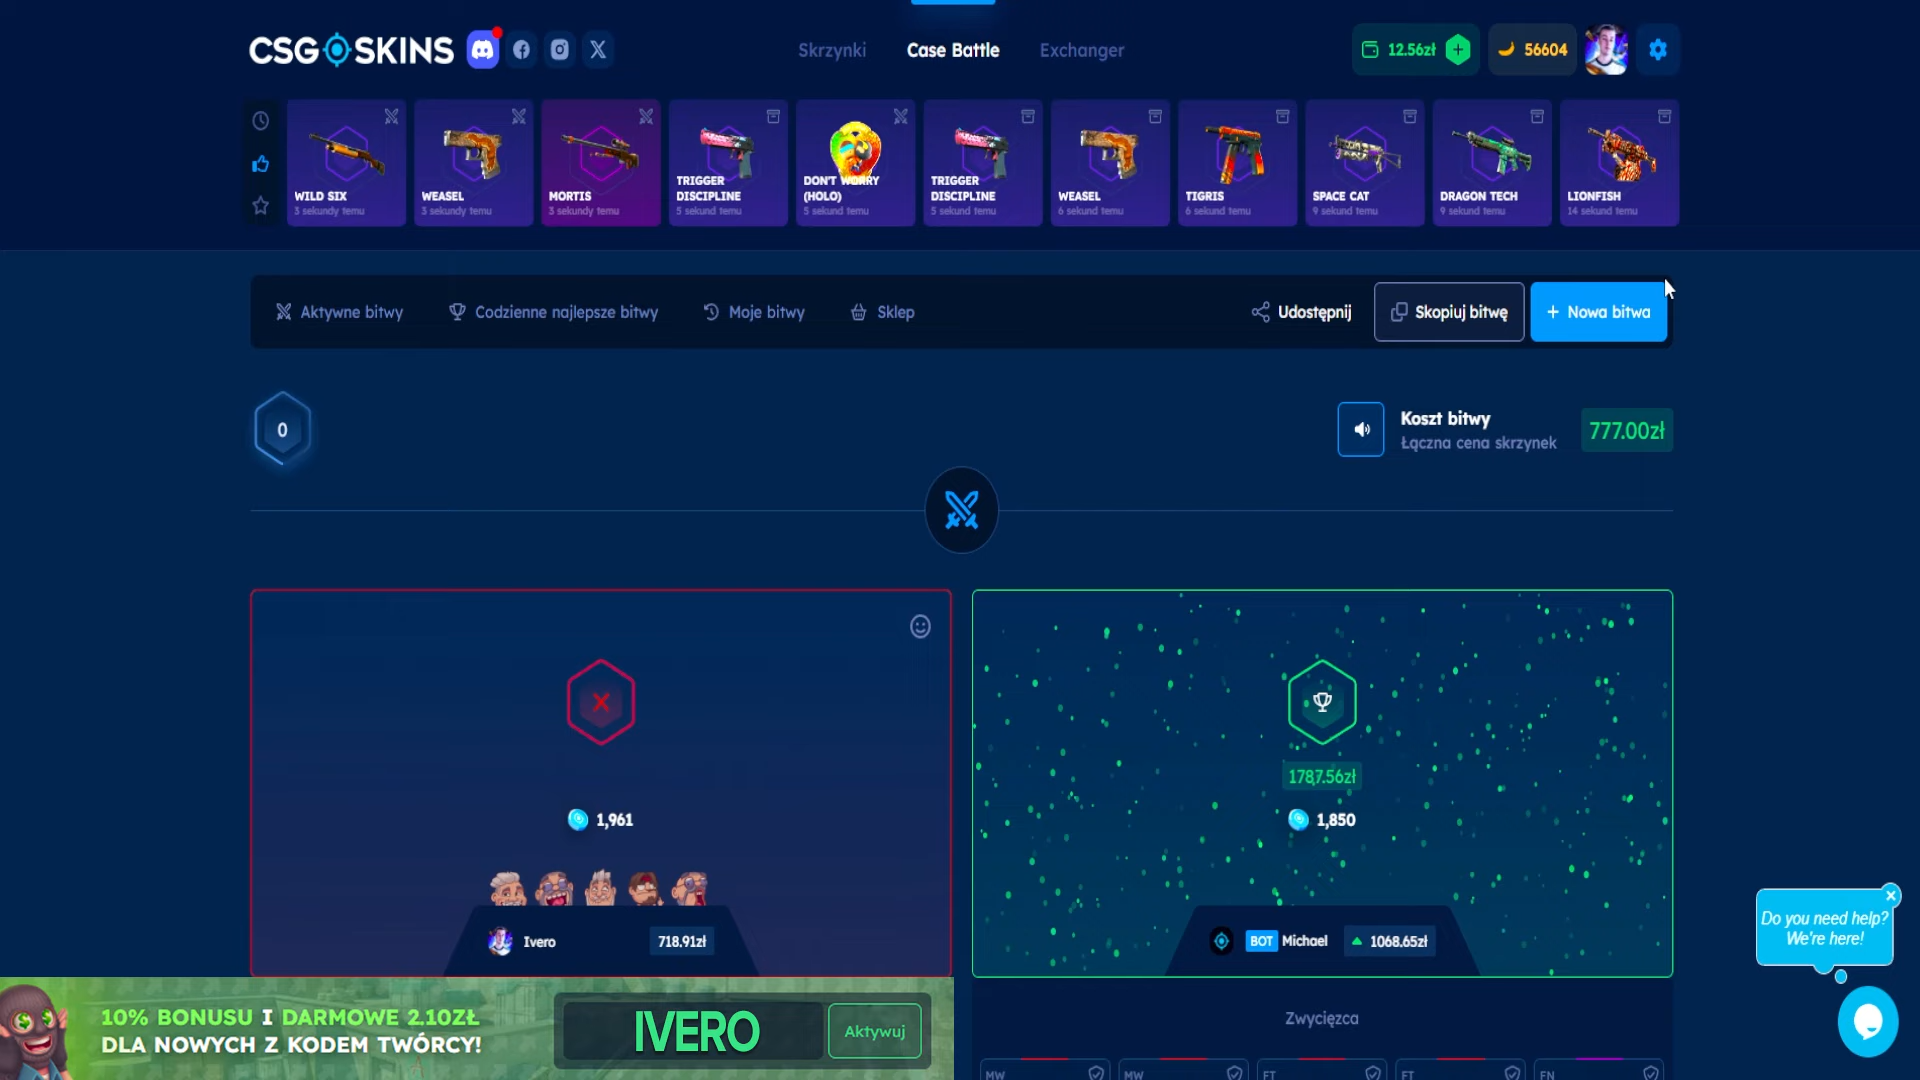 CSGOSKINS
Skrzynki
Case Battle
Exchanger
12.56zł
56604
WILD SIX
3 sekundy temu
WEASEL
3 sekundy temu
MORTIS
3 sekundy temu
TRIGGER
DISCIPLINE
5 sekund temu
DON'T WORRY
(HOLO)
5 sekund temu
TRIGGER
DISCIPLINE
5 sekund temu
WEASEL
6 sekund temu
TIGRIS
6 sekund temu
SPACE CAT
9 sekund temu
DRAGON TECH
9 sekund temu
LIONFISH
14 sekund temu
Aktywne bitwy
Codzienne najlepsze bitwy
Moje bitwy
Sklep
Udostępnij
Skopiuj bitwę
+ Nowa bitwa
0
Koszt bitwy
Łączna cena skrzynek
777.00zł
1,961
Ivero
718.91zł
1787.56zł
1,850
BOT Michael
1068.65zł
Do you need help?
We're here!
10% BONUSU I DARMOWE 2.10ZŁ
DLA NOWYCH Z KODEM TWÓRCY!
IVERO
Aktywuj
Zwycięzca
MW
MW
FT
FT
FN